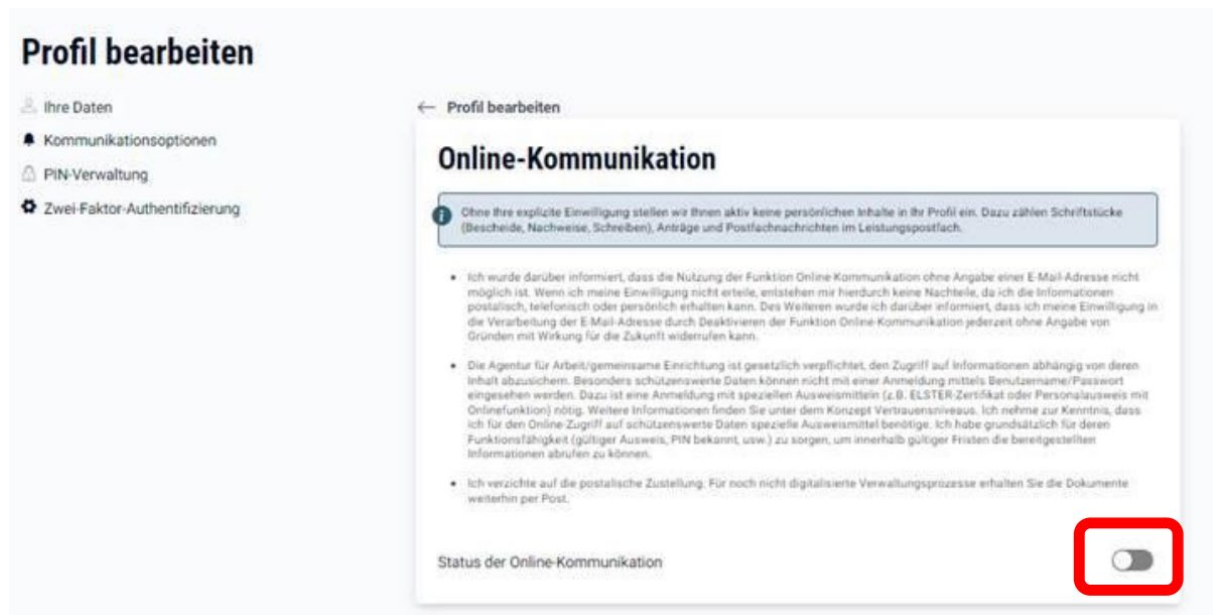 Profil bearbeiten
Ihre Daten
Kommunikationsoptionen
PIN-Verwaltung
Zwei-Faktor-Authentifizierung
← Profil bearbeiten
Online-Kommunikation
Ohne Ihre explizite Einwilligung stellen wir Ihnen aktiv keine persönlichen Inhalte in Ihr Profil ein. Dazu zählen Schriftstücke
(Bescheide, Nachweise, Schreiben), Anträge und Postfachnachrichten im Leistungspostfach.
• Ich wurde darüber informiert, dass die Nutzung der Funktion Online-Kommunikation ohne Angabe einer E-Mail-Adresse nicht
möglich ist. Wenn ich meine Einwilligung nicht erteile, entstehen mir hierdurch keine Nachteile, da ich die Informationen
postalisch, telefonisch oder persönlich erhalten kann. Des Weiteren wurde ich darüber informiert, dass ich meine Einwilligung in
die Verarbeitung der E-Mail-Adresse durch Deaktivieren der Funktion Online-Kommunikation jederzeit ohne Angabe von
Gründen mit Wirkung für die Zukunft widerrufen kann.
• Die Agentur für Arbeit/gemeinsame Einrichtung ist gesetzlich verpflichtet, den Zugriff auf Informationen abhängig von deren
Inhalt abzusichern. Besonders schützenswerte Daten können nicht mit einer Anmeldung mittels Benutzername/Passwort
eingesehen werden. Dazu ist eine Anmeldung mit speziellen Ausweismitteln (z.B. ELSTER-Zertifikat oder Personalausweis mit
Onlinefunktion) nötig. Weitere Informationen finden Sie unter dem Konzept Vertrauensniveaus. Ich nehme zur Kenntnis, dass
ich für den Online-Zugriff auf schützenswerte Daten spezielle Ausweismittel benötige. Ich habe grundsätzlich für deren
Funktionsfähigkeit (gültiger Ausweis, PIN bekannt, usw.) zu sorgen, um innerhalb gültiger Fristen die bereitgestellten
Informationen abrufen zu können.
• Ich verzichte auf die postalische Zustellung. Für noch nicht digitalisierte Verwaltungsprozesse erhalten Sie die Dokumente
weiterhin per Post.
Status der Online-Kommunikation